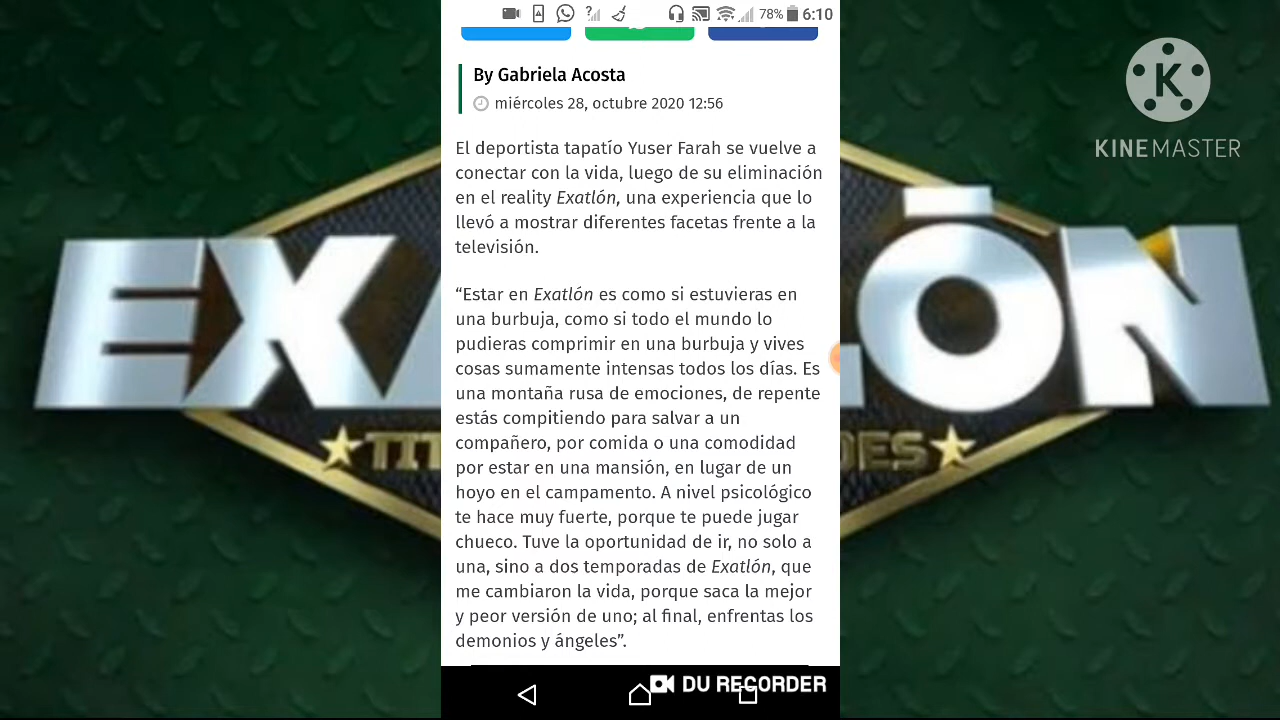 78% 6:10
KINEMASTER
By Gabriela Acosta
miércoles 28, octubre 2020 12:56
El deportista tapatío Yuser Farah se vuelve a
conectar con la vida, luego de su eliminación
en el reality Exatlón, una experiencia que lo
llevó a mostrar diferentes facetas frente a la
televisión.
“Estar en Exatlón es como si estuvieras en
una burbuja, como si todo el mundo lo
pudieras comprimir en una burbuja y vives
cosas sumamente intensas todos los días. Es
una montaña rusa de emociones, de repente
estás compitiendo para salvar a un
compañero, por comida o una comodidad
por estar en una mansión, en lugar de un
hoyo en el campamento. A nivel psicológico
te hace muy fuerte, porque te puede jugar
chueco. Tuve la oportunidad de ir, no solo a
una, sino a dos temporadas de Exatlón, que
me cambiaron la vida, porque saca la mejor
y peor versión de uno; al final, enfrentas los
demonios y ángeles”.
DU RECORDER